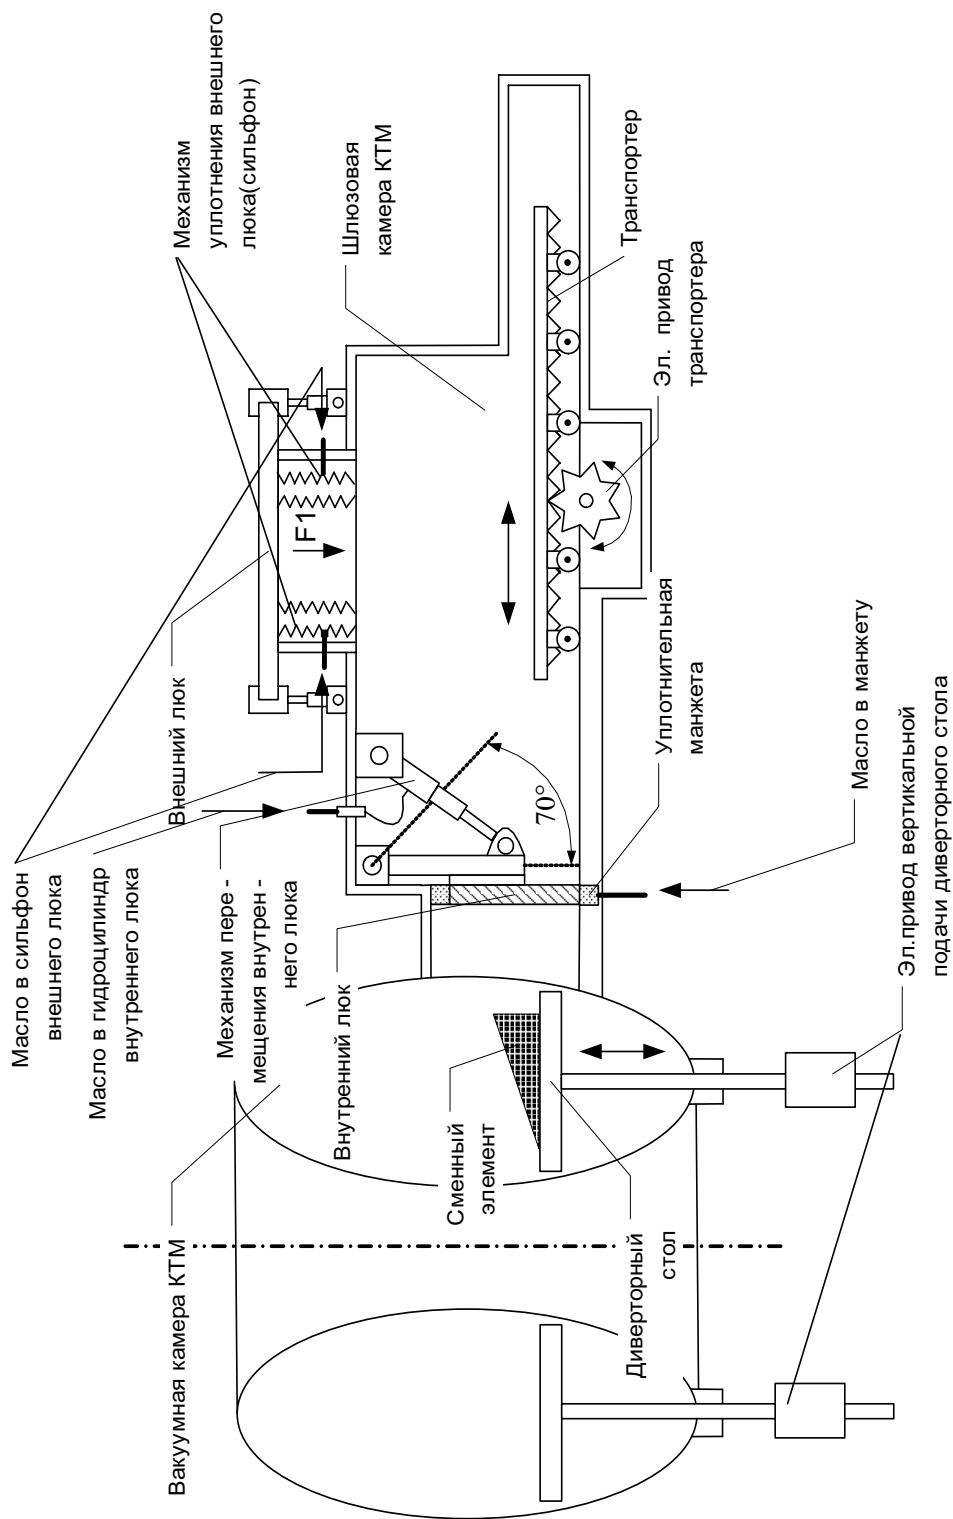 Масло в сильфон
внешнего люка
Масло в гидроцилиндр
внутреннего люка
Механизм пере -
мещения внутрен -
него люка
Внешний люк
Механизм
уплотнения внешнего
люка(сильфон)
Шлюзовая
камера КТМ
F1
70°
Транспортер
Эл. привод
транспортера
Уплотнительная
манжета
Масло в манжету
Эл.привод вертикальной
подачи диверторного стола
Внутренний люк
Сменный
элемент
Вакуумная камера КТМ
Диверторный
стол